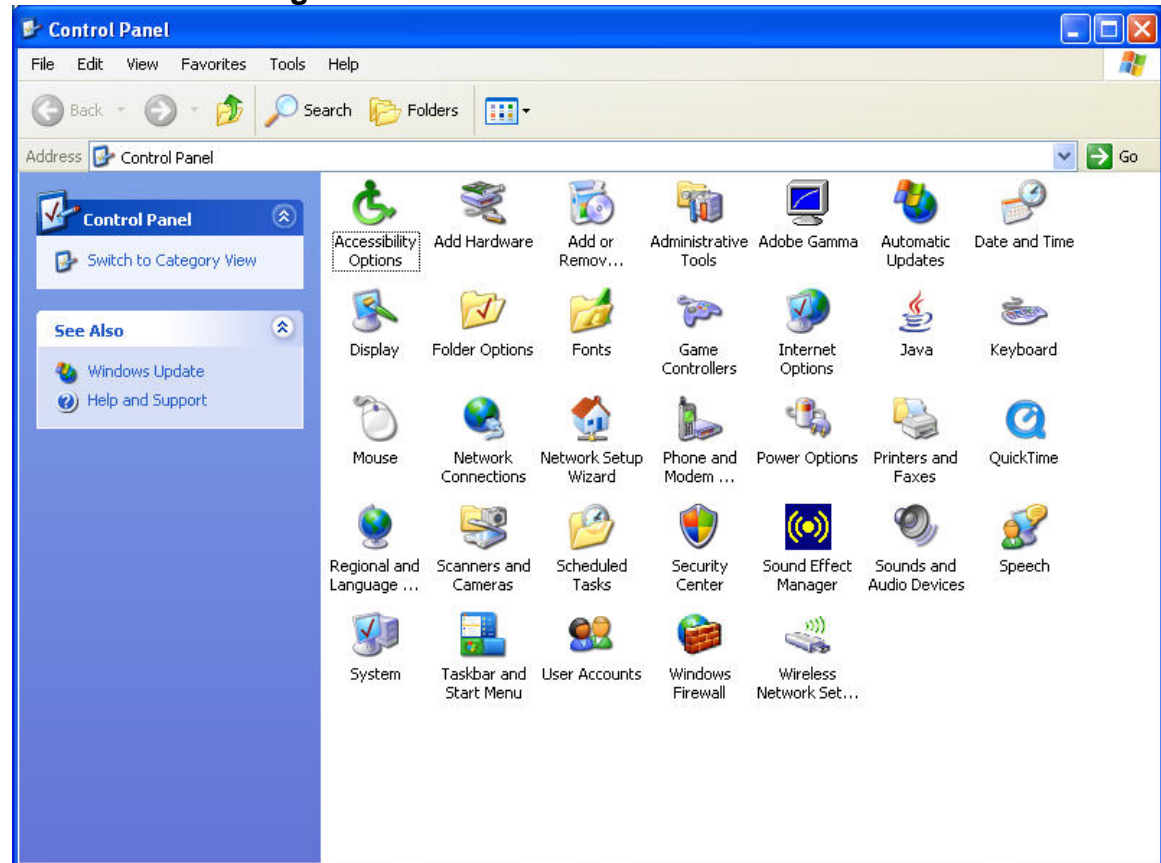 Control Panel
File Edit View Favorites Tools Help
Back Search Folders
Address Control Panel Go
Control Panel
Switch to Category View
See Also
Windows Update
Help and Support
Accessibility Options
Add Hardware
Add or Remov...
Administrative Tools
Adobe Gamma
Automatic Updates
Date and Time
Display
Folder Options
Fonts
Game Controllers
Internet Options
Java
Keyboard
Mouse
Network Connections
Network Setup Wizard
Phone and Modem ...
Power Options
Printers and Faxes
QuickTime
Regional and Language ...
Scanners and Cameras
Scheduled Tasks
Security Center
Sound Effect Manager
Sounds and Audio Devices
Speech
System
Taskbar and Start Menu
User Accounts
Windows Firewall
Wireless Network Set...